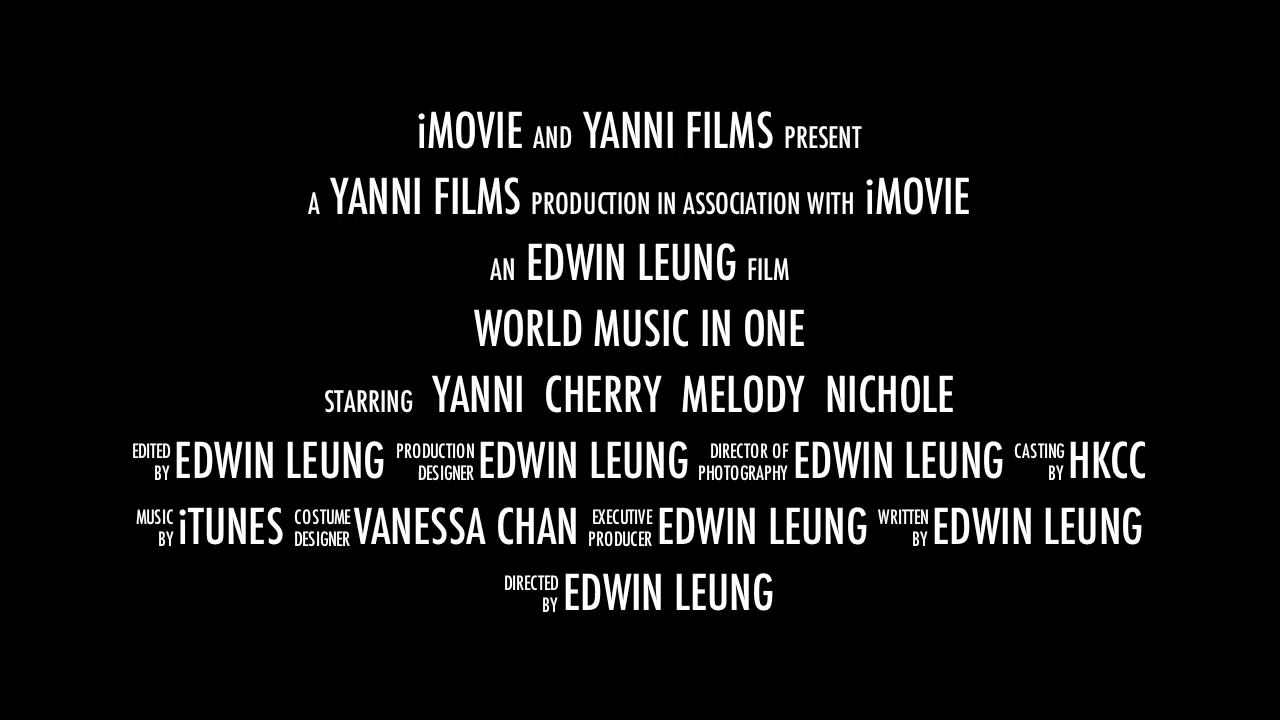 iMOVIE AND YANNI FILMS PRESENT
A YANNI FILMS PRODUCTION IN ASSOCIATION WITH iMOVIE
AN EDWIN LEUNG FILM
WORLD MUSIC IN ONE
STARRING YANNI CHERRY MELODY NICHOLE
EDITED BY EDWIN LEUNG PRODUCTION DESIGNER EDWIN LEUNG DIRECTOR OF PHOTOGRAPHY EDWIN LEUNG CASTING BY HKCC
MUSIC BY iTUNES COSTUME DESIGNER VANESSA CHAN EXECUTIVE PRODUCER EDWIN LEUNG WRITTEN BY EDWIN LEUNG
DIRECTED BY EDWIN LEUNG